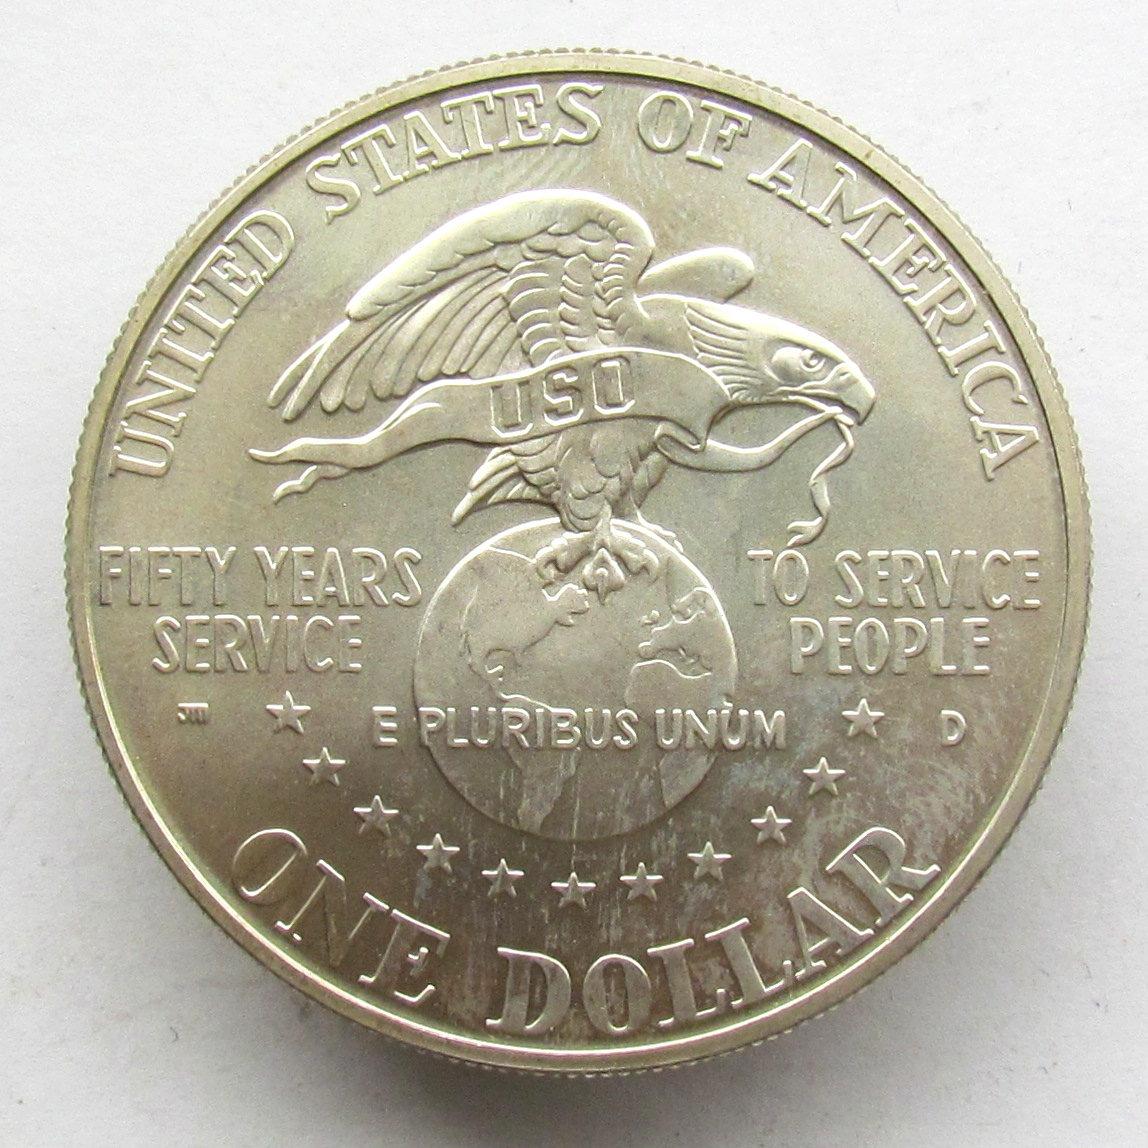 UNITED STATES OF AMERICA
USO
FIFTY YEARS
SERVICE
TO SERVICE
PEOPLE
JM
E PLURIBUS UNUM
D
ONE DOLLAR